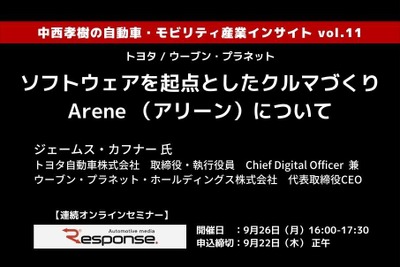 中西孝樹の自動車・モビリティ産業インサイト vol.11
トヨタ / ウーブン・プラネット
ソフトウェアを起点としたクルマづくり
Arene （アリーン）について
ジェームス・カフナー 氏
トヨタ自動車株式会社　取締役・執行役員　Chief Digital Officer 兼
ウーブン・プラネット・ホールディングス株式会社　代表取締役CEO
【連続オンラインセミナー】
Automotive media
Response.
開催日　：9月26日（月）16:00-17:30
申込締切：9月22日（木） 正午